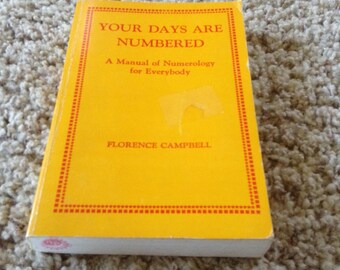 YOUR DAYS ARE
NUMBERED
A Manual of Numerology
for Everybody
FLORENCE CAMPBELL